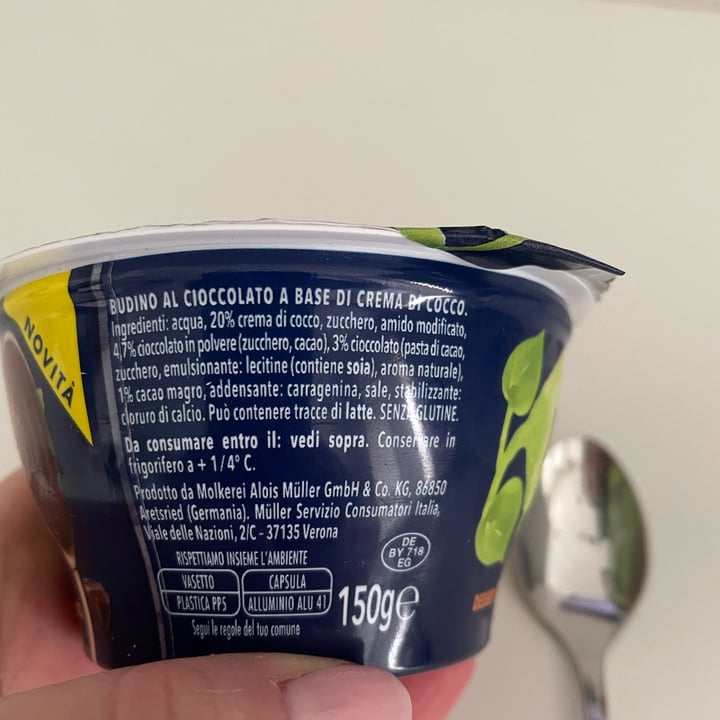 NOVITÀ
BUDINO AL CIOCCOLATO A BASE DI CREMA DI COCCO.
Ingredienti: acqua, 20% crema di cocco, zucchero, amido modificato,
4,7% cioccolato in polvere (zucchero, cacao), 3% cioccolato (pasta di cacao,
zucchero, emulsionante: lecitine (contiene soia), aroma naturale),
1% cacao magro, addensante: carragenina, sale, stabilizzante:
cloruro di calcio. Può contenere tracce di latte. SENZA GLUTINE.
Da consumare entro il: vedi sopra. Conservare in
frigorifero a + 1/4° C.
Prodotto da Molkerei Alois Müller GmbH & Co. KG, 86850
Aretsried (Germania). Müller Servizio Consumatori Italia,
Viale delle Nazioni, 2/C - 37135 Verona
RISPETTIAMO INSIEME L'AMBIENTE
VASETTO CAPSULA
PLASTICA PP5 ALLUMINIO ALU 41
Segui le regole del tuo comune
DE
BY 718
EG
150g e